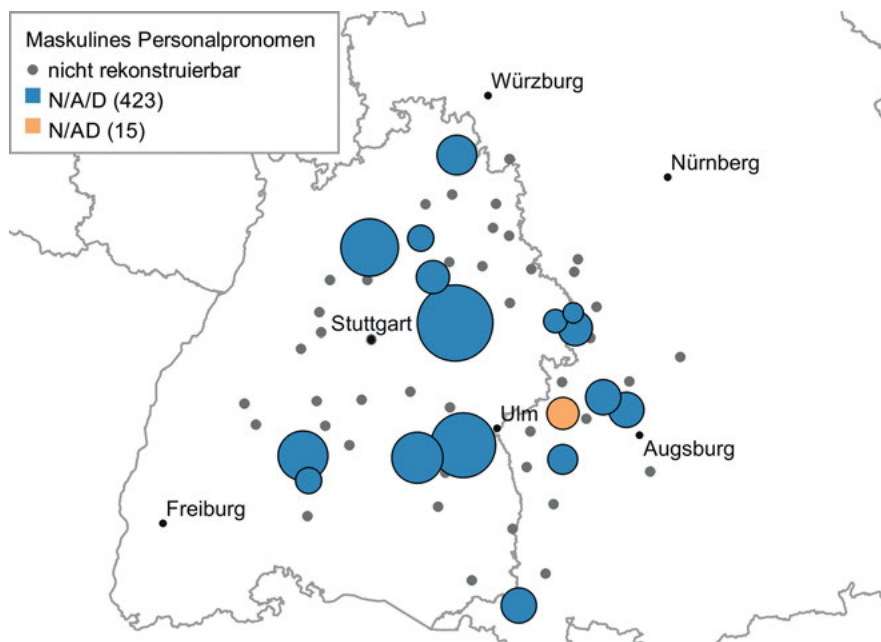 Maskulines Personalpronomen
nicht rekonstruierbar
N/A/D (423)
N/AD (15)
Würzburg
Nürnberg
Stuttgart
Ulm
Augsburg
Freiburg